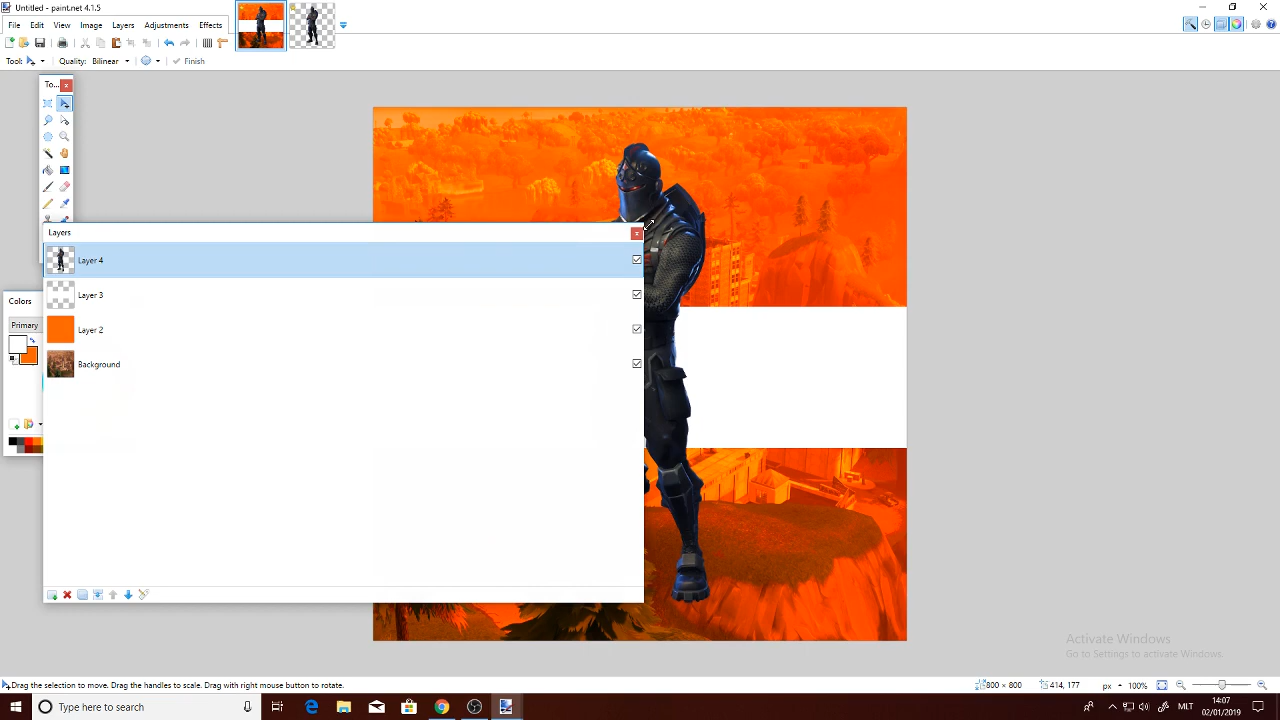 Untitled - paint.net 4.1.5
File Edit View Image Layers Adjustments Effects
Tool: Quality: Bilinear Finish
To...
Layers
Layer 4
Layer 3
Layer 2
Background
Colors
Primary
Activate Windows
Go to Settings to activate Windows.
Drag the selection to move. Drag the handles to scale. Drag with right mouse button to rotate.
800 × 800 414, 177 px 100%
Type here to search
MLT 14:07
02/01/2019